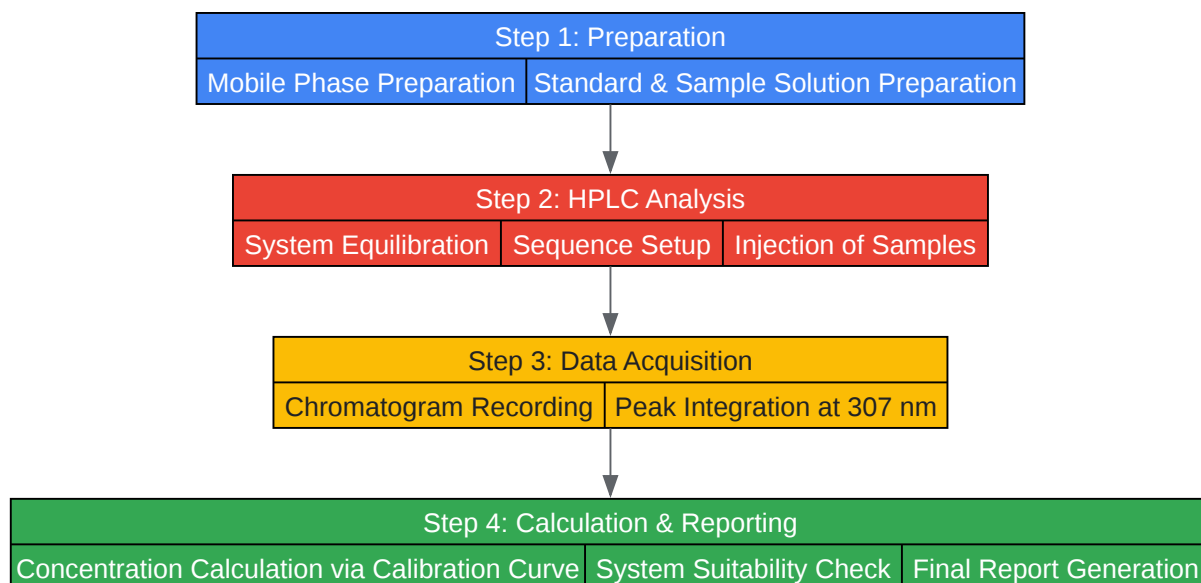 Step 1: Preparation
Mobile Phase Preparation
Standard & Sample Solution Preparation
Step 2: HPLC Analysis
System Equilibration
Sequence Setup
Injection of Samples
Step 3: Data Acquisition
Chromatogram Recording
Peak Integration at 307 nm
Step 4: Calculation & Reporting
Concentration Calculation via Calibration Curve
System Suitability Check
Final Report Generation